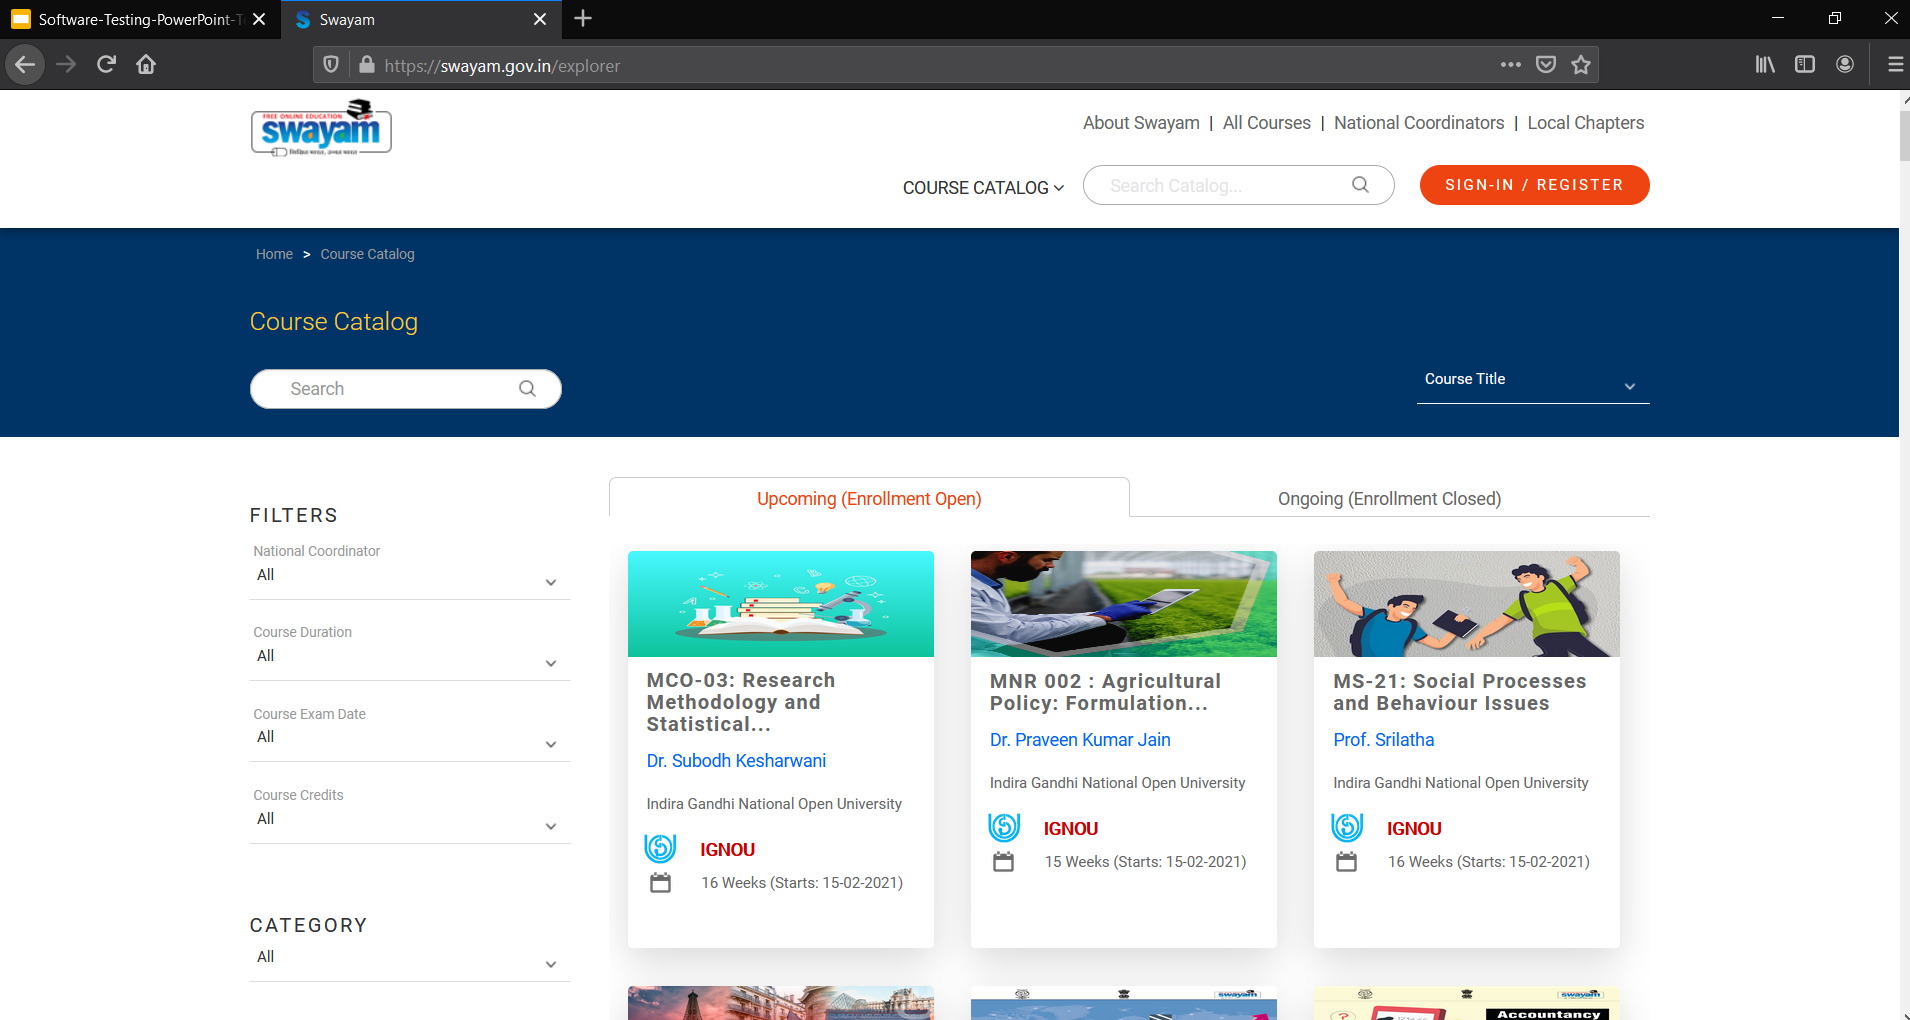 Software-Testing-PowerPoint-T
Swayam
https://swayam.gov.in/explorer
FREE ONLINE EDUCATION
swayam
About Swayam | All Courses | National Coordinators | Local Chapters
COURSE CATALOG
Search Catalog...
SIGN-IN / REGISTER
Home > Course Catalog
Course Catalog
Search
Course Title
FILTERS
National Coordinator
All
Course Duration
All
Course Exam Date
All
Course Credits
All
CATEGORY
All
Upcoming (Enrollment Open)
Ongoing (Enrollment Closed)
MCO-03: Research
Methodology and
Statistical...
Dr. Subodh Kesharwani
Indira Gandhi National Open University
IGNOU
16 Weeks (Starts: 15-02-2021)
MNR 002 : Agricultural
Policy: Formulation...
Dr. Praveen Kumar Jain
Indira Gandhi National Open University
IGNOU
15 Weeks (Starts: 15-02-2021)
MS-21: Social Processes
and Behaviour Issues
Prof. Srilatha
Indira Gandhi National Open University
IGNOU
16 Weeks (Starts: 15-02-2021)
swayam
swayam
Accountancy